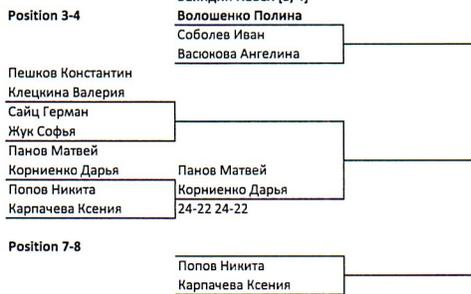 Position 3-4
Волошенко Полина
Соболев Иван
Васюкова Ангелина
Пешков Константин
Клецкина Валерия
Сайц Герман
Жук Софья
Панов Матвей
Корниенко Дарья
Панов Матвей
Попов Никита
Корниенко Дарья
Карпачева Ксения
24-22 24-22
Position 7-8
Попов Никита
Карпачева Ксения